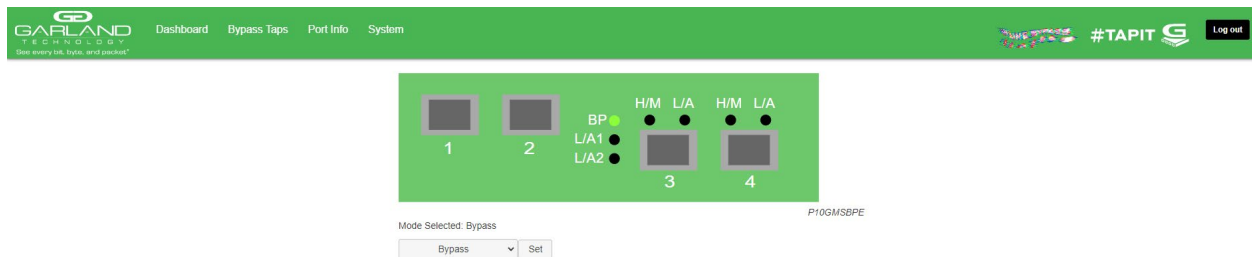 GARLAND
TECHNOLOGY
See every bit, byte, and packet®
Dashboard Bypass Taps Port Info System
#TAPIT
Log out
H/M L/A H/M L/A
BP
L/A1
L/A2
1 2
3 4
P10GMSBPE
Mode Selected: Bypass
Bypass Set